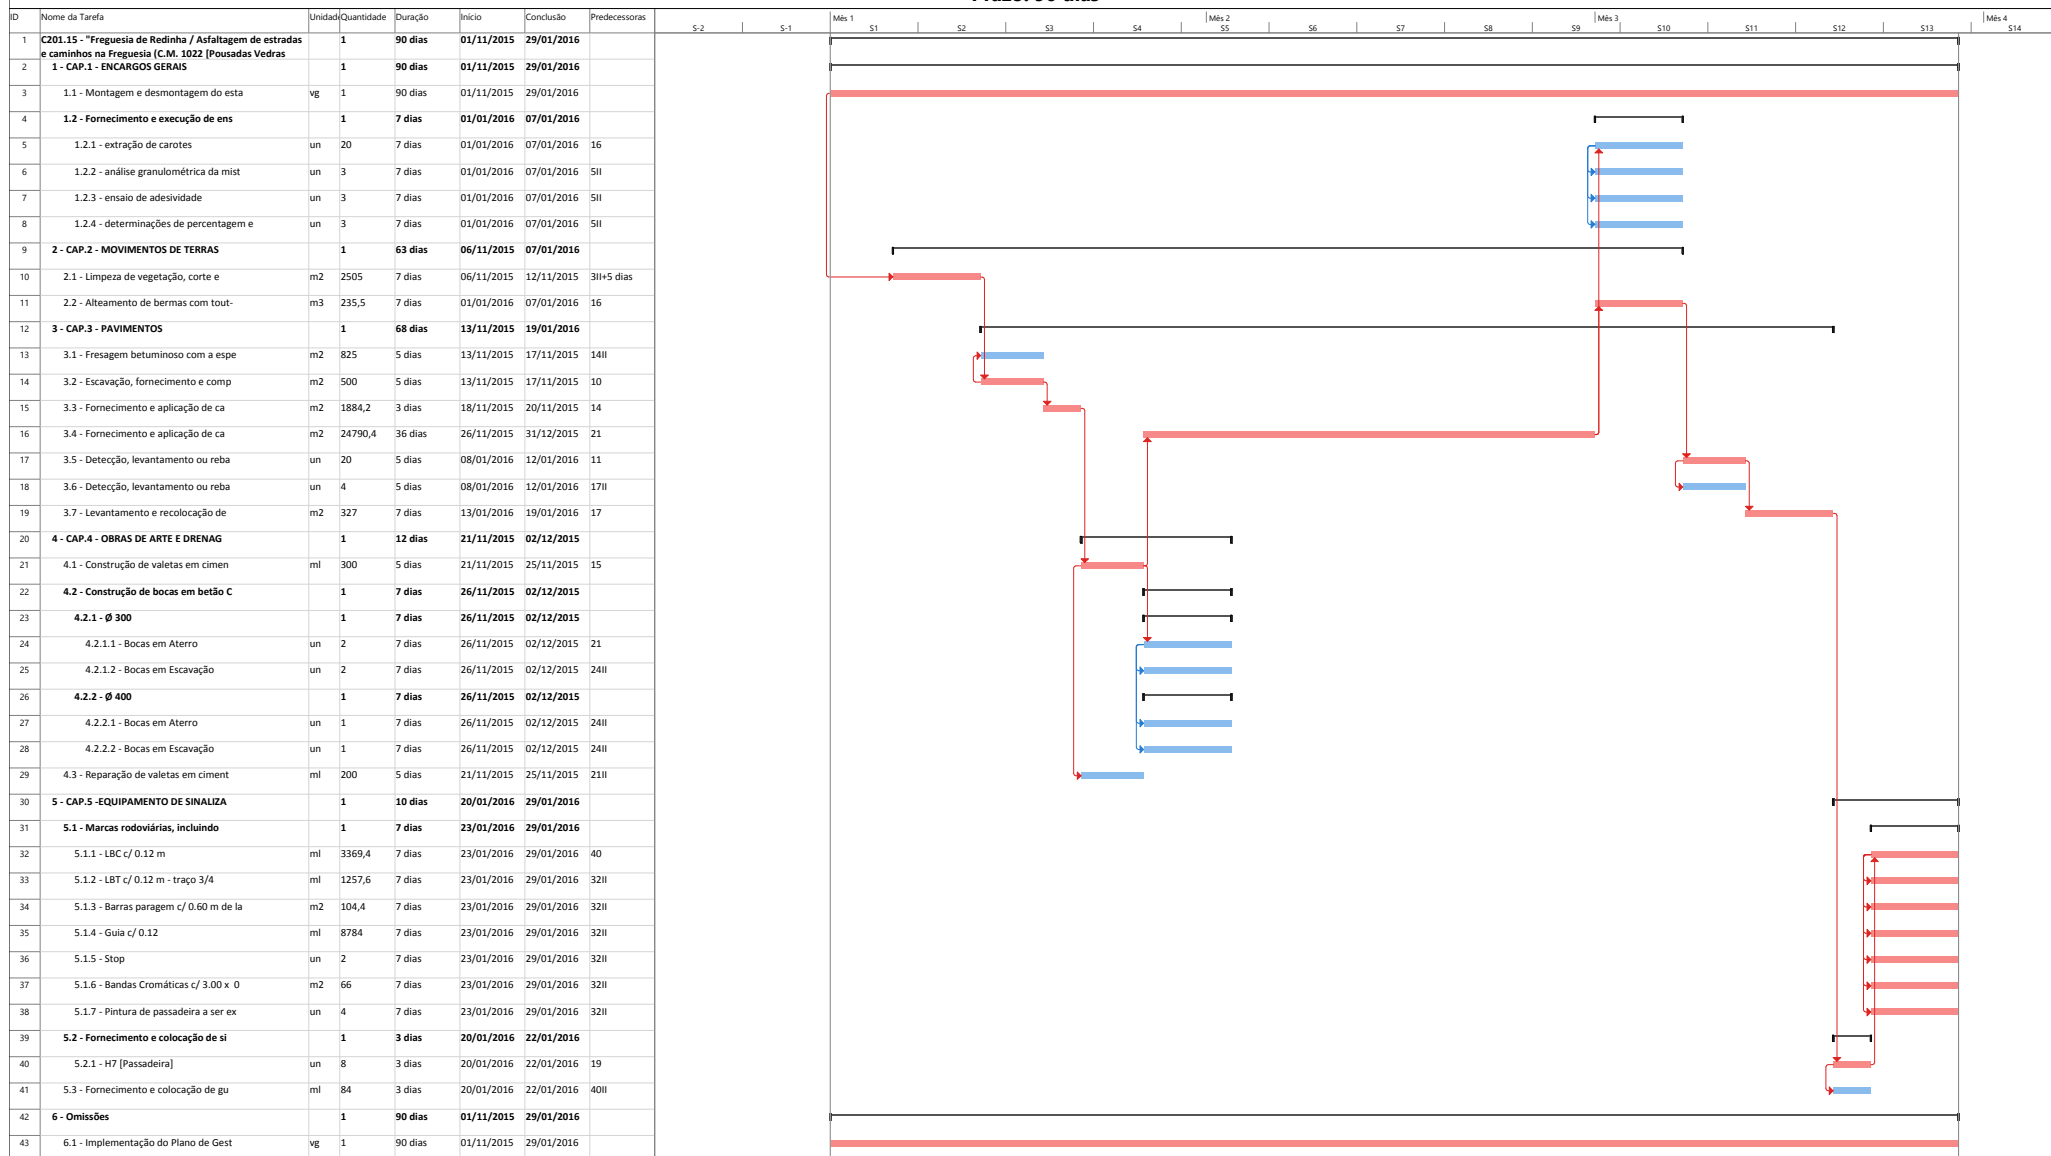 ID Nome da Tarefa Unidade Quantidade Duração Início Conclusão Predecessoras
Mês 1 Mês 2 Mês 3 Mês 4
S-2 S-1 S1 S2 S3 S4 S5 S6 S7 S8 S9 S10 S11 S12 S13 S14
1 C201.15 - "Freguesia de Redinha / Asfaltagem de estradas 1 90 dias 01/11/2015 29/01/2016
e caminhos na Freguesia (C.M. 1022 [Pousadas Vedras
2 1 - CAP.1 - ENCARGOS GERAIS 1 90 dias 01/11/2015 29/01/2016
3 1.1 - Montagem e desmontagem do esta vg 1 90 dias 01/11/2015 29/01/2016
4 1.2 - Fornecimento e execução de ens 1 7 dias 01/01/2016 07/01/2016
5 1.2.1 - extração de carotes un 20 7 dias 01/01/2016 07/01/2016 16
6 1.2.2 - análise granulométrica da mist un 3 7 dias 01/01/2016 07/01/2016 5II
7 1.2.3 - ensaio de adesividade un 3 7 dias 01/01/2016 07/01/2016 5II
8 1.2.4 - determinações de percentagem e un 3 7 dias 01/01/2016 07/01/2016 5II
9 2 - CAP.2 - MOVIMENTOS DE TERRAS 1 63 dias 06/11/2015 07/01/2016
10 2.1 - Limpeza de vegetação, corte e m2 2505 7 dias 06/11/2015 12/11/2015 3II+5 dias
11 2.2 - Alteamento de bermas com tout- m3 235,5 7 dias 01/01/2016 07/01/2016 16
12 3 - CAP.3 - PAVIMENTOS 1 68 dias 13/11/2015 19/01/2016
13 3.1 - Fresagem betuminoso com a espe m2 825 5 dias 13/11/2015 17/11/2015 14II
14 3.2 - Escavação, fornecimento e comp m2 500 5 dias 13/11/2015 17/11/2015 10
15 3.3 - Fornecimento e aplicação de ca m2 1884,2 3 dias 18/11/2015 20/11/2015 14
16 3.4 - Fornecimento e aplicação de ca m2 24790,4 36 dias 26/11/2015 31/12/2015 21
17 3.5 - Detecção, levantamento ou reba un 20 5 dias 08/01/2016 12/01/2016 11
18 3.6 - Detecção, levantamento ou reba un 4 5 dias 08/01/2016 12/01/2016 17II
19 3.7 - Levantamento e recolocação de m2 327 7 dias 13/01/2016 19/01/2016 17
20 4 - CAP.4 - OBRAS DE ARTE E DRENAG 1 12 dias 21/11/2015 02/12/2015
21 4.1 - Construção de valetas em cimen ml 300 5 dias 21/11/2015 25/11/2015 15
22 4.2 - Construção de bocas em betão C 1 7 dias 26/11/2015 02/12/2015
23 4.2.1 - Ø 300 1 7 dias 26/11/2015 02/12/2015
24 4.2.1.1 - Bocas em Aterro un 2 7 dias 26/11/2015 02/12/2015 21
25 4.2.1.2 - Bocas em Escavação un 2 7 dias 26/11/2015 02/12/2015 24II
26 4.2.2 - Ø 400 1 7 dias 26/11/2015 02/12/2015
27 4.2.2.1 - Bocas em Aterro un 1 7 dias 26/11/2015 02/12/2015 24II
28 4.2.2.2 - Bocas em Escavação un 1 7 dias 26/11/2015 02/12/2015 24II
29 4.3 - Reparação de valetas em ciment ml 200 5 dias 21/11/2015 25/11/2015 21II
30 5 - CAP.5 -EQUIPAMENTO DE SINALIZA 1 10 dias 20/01/2016 29/01/2016
31 5.1 - Marcas rodoviárias, incluindo 1 7 dias 23/01/2016 29/01/2016
32 5.1.1 - LBC c/ 0.12 m ml 3369,4 7 dias 23/01/2016 29/01/2016 40
33 5.1.2 - LBT c/ 0.12 m - traço 3/4 ml 1257,6 7 dias 23/01/2016 29/01/2016 32II
34 5.1.3 - Barras paragem c/ 0.60 m de la m2 104,4 7 dias 23/01/2016 29/01/2016 32II
35 5.1.4 - Guia c/ 0.12 ml 8784 7 dias 23/01/2016 29/01/2016 32II
36 5.1.5 - Stop un 2 7 dias 23/01/2016 29/01/2016 32II
37 5.1.6 - Bandas Cromáticas c/ 3.00 x 0 m2 66 7 dias 23/01/2016 29/01/2016 32II
38 5.1.7 - Pintura de passadeira a ser ex un 4 7 dias 23/01/2016 29/01/2016 32II
39 5.2 - Fornecimento e colocação de si 1 3 dias 20/01/2016 22/01/2016
40 5.2.1 - H7 [Passadeira] un 8 3 dias 20/01/2016 22/01/2016 19
41 5.3 - Fornecimento e colocação de gu ml 84 3 dias 20/01/2016 22/01/2016 40II
42 6 - Omissões 1 90 dias 01/11/2015 29/01/2016
43 6.1 - Implementação do Plano de Gest vg 1 90 dias 01/11/2015 29/01/2016